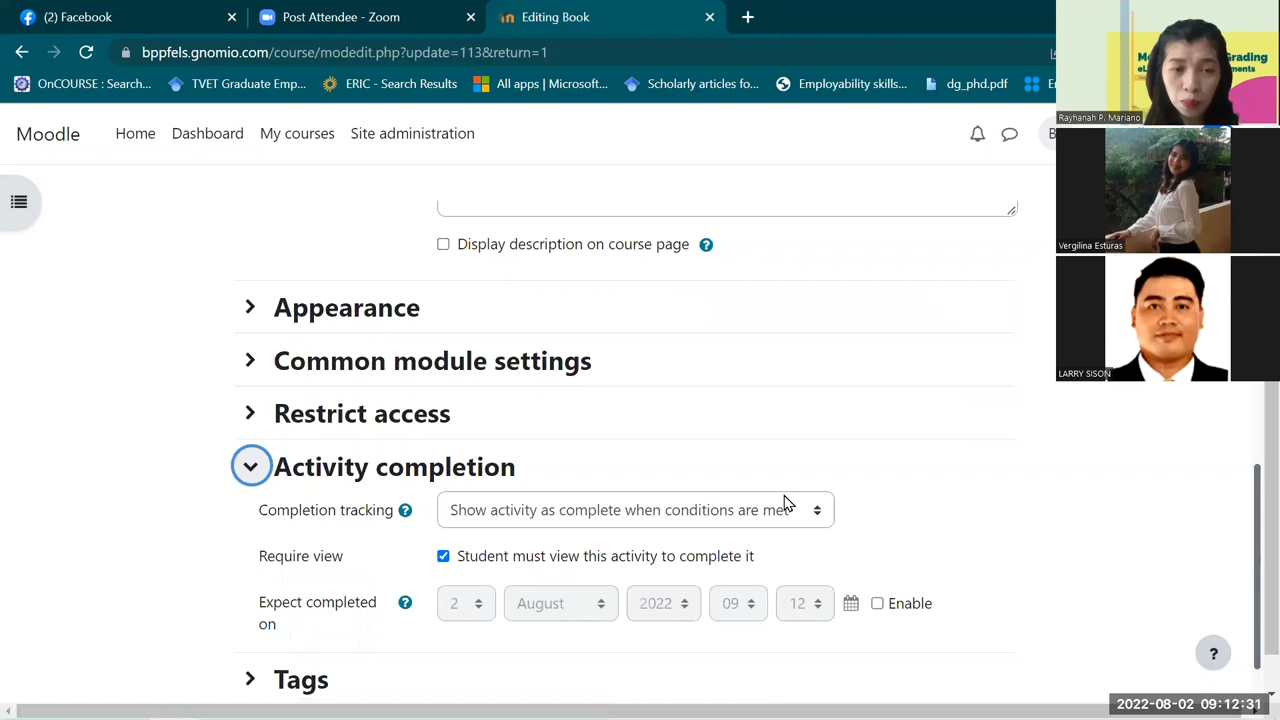 (2) Facebook
Post Attendee - Zoom
Editing Book
bppfels.gnomio.com/course/modedit.php?update=113&return=1
OnCOURSE : Search...
TVET Graduate Emp...
ERIC - Search Results
All apps | Microsoft...
Scholarly articles fo...
Employability skills...
dg_phd.pdf
Moodle
Home
Dashboard
My courses
Site administration
Display description on course page
Appearance
Common module settings
Restrict access
Activity completion
Completion tracking
Show activity as complete when conditions are met
Require view
Student must view this activity to complete it
Expect completed
on
2
August
2022
09
12
Enable
Tags
Rayhanah P. Mariano
Vergilina Esturas
LARRY SISON
2022-08-02 09:12:31